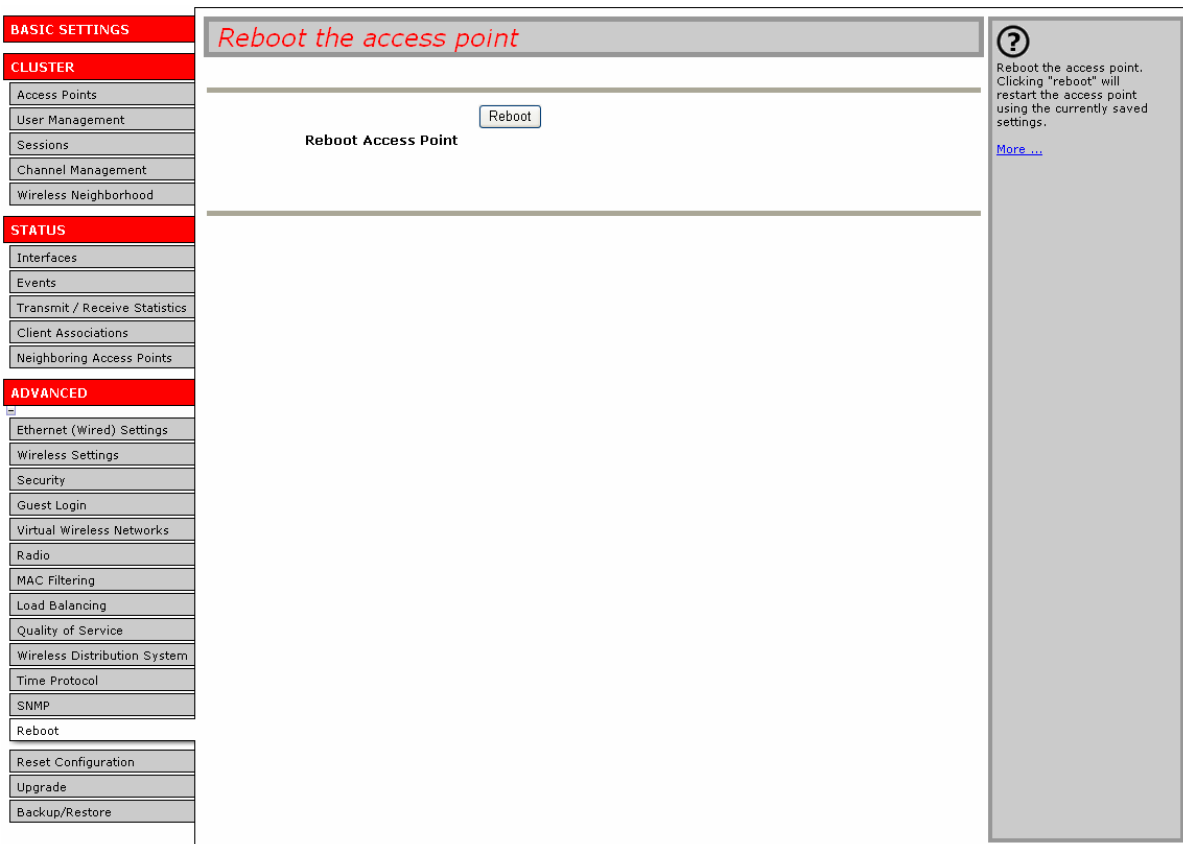 BASIC SETTINGS
CLUSTER
Access Points
User Management
Sessions
Channel Management
Wireless Neighborhood
STATUS
Interfaces
Events
Transmit / Receive Statistics
Client Associations
Neighboring Access Points
ADVANCED
Ethernet (Wired) Settings
Wireless Settings
Security
Guest Login
Virtual Wireless Networks
Radio
MAC Filtering
Load Balancing
Quality of Service
Wireless Distribution System
Time Protocol
SNMP
Reboot
Reset Configuration
Upgrade
Backup/Restore
Reboot the access point
Reboot
Reboot Access Point
?
Reboot the access point.
Clicking "reboot" will
restart the access point
using the currently saved
settings.
More ...